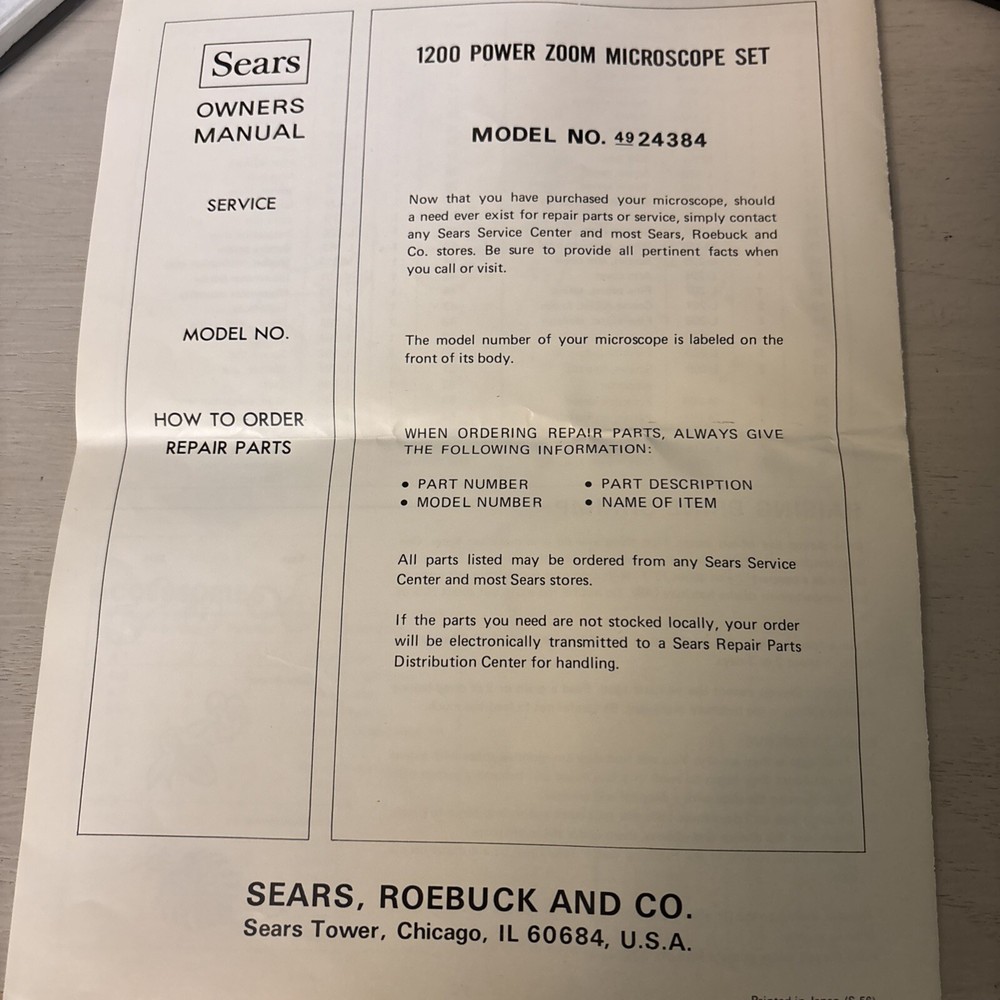 Sears
OWNERS
MANUAL
1200 POWER ZOOM MICROSCOPE SET
MODEL NO. 49 24384
SERVICE
Now that you have purchased your microscope, should
a need ever exist for repair parts or service, simply contact
any Sears Service Center and most Sears, Roebuck and
Co. stores. Be sure to provide all pertinent facts when
you call or visit.
MODEL NO.
The model number of your microscope is labeled on the
front of its body.
HOW TO ORDER
REPAIR PARTS
WHEN ORDERING REPAIR PARTS, ALWAYS GIVE
THE FOLLOWING INFORMATION:
• PART NUMBER • PART DESCRIPTION
• MODEL NUMBER • NAME OF ITEM
All parts listed may be ordered from any Sears Service
Center and most Sears stores.
If the parts you need are not stocked locally, your order
will be electronically transmitted to a Sears Repair Parts
Distribution Center for handling.
SEARS, ROEBUCK AND CO.
Sears Tower, Chicago, IL 60684, U.S.A.
Printed in Japan